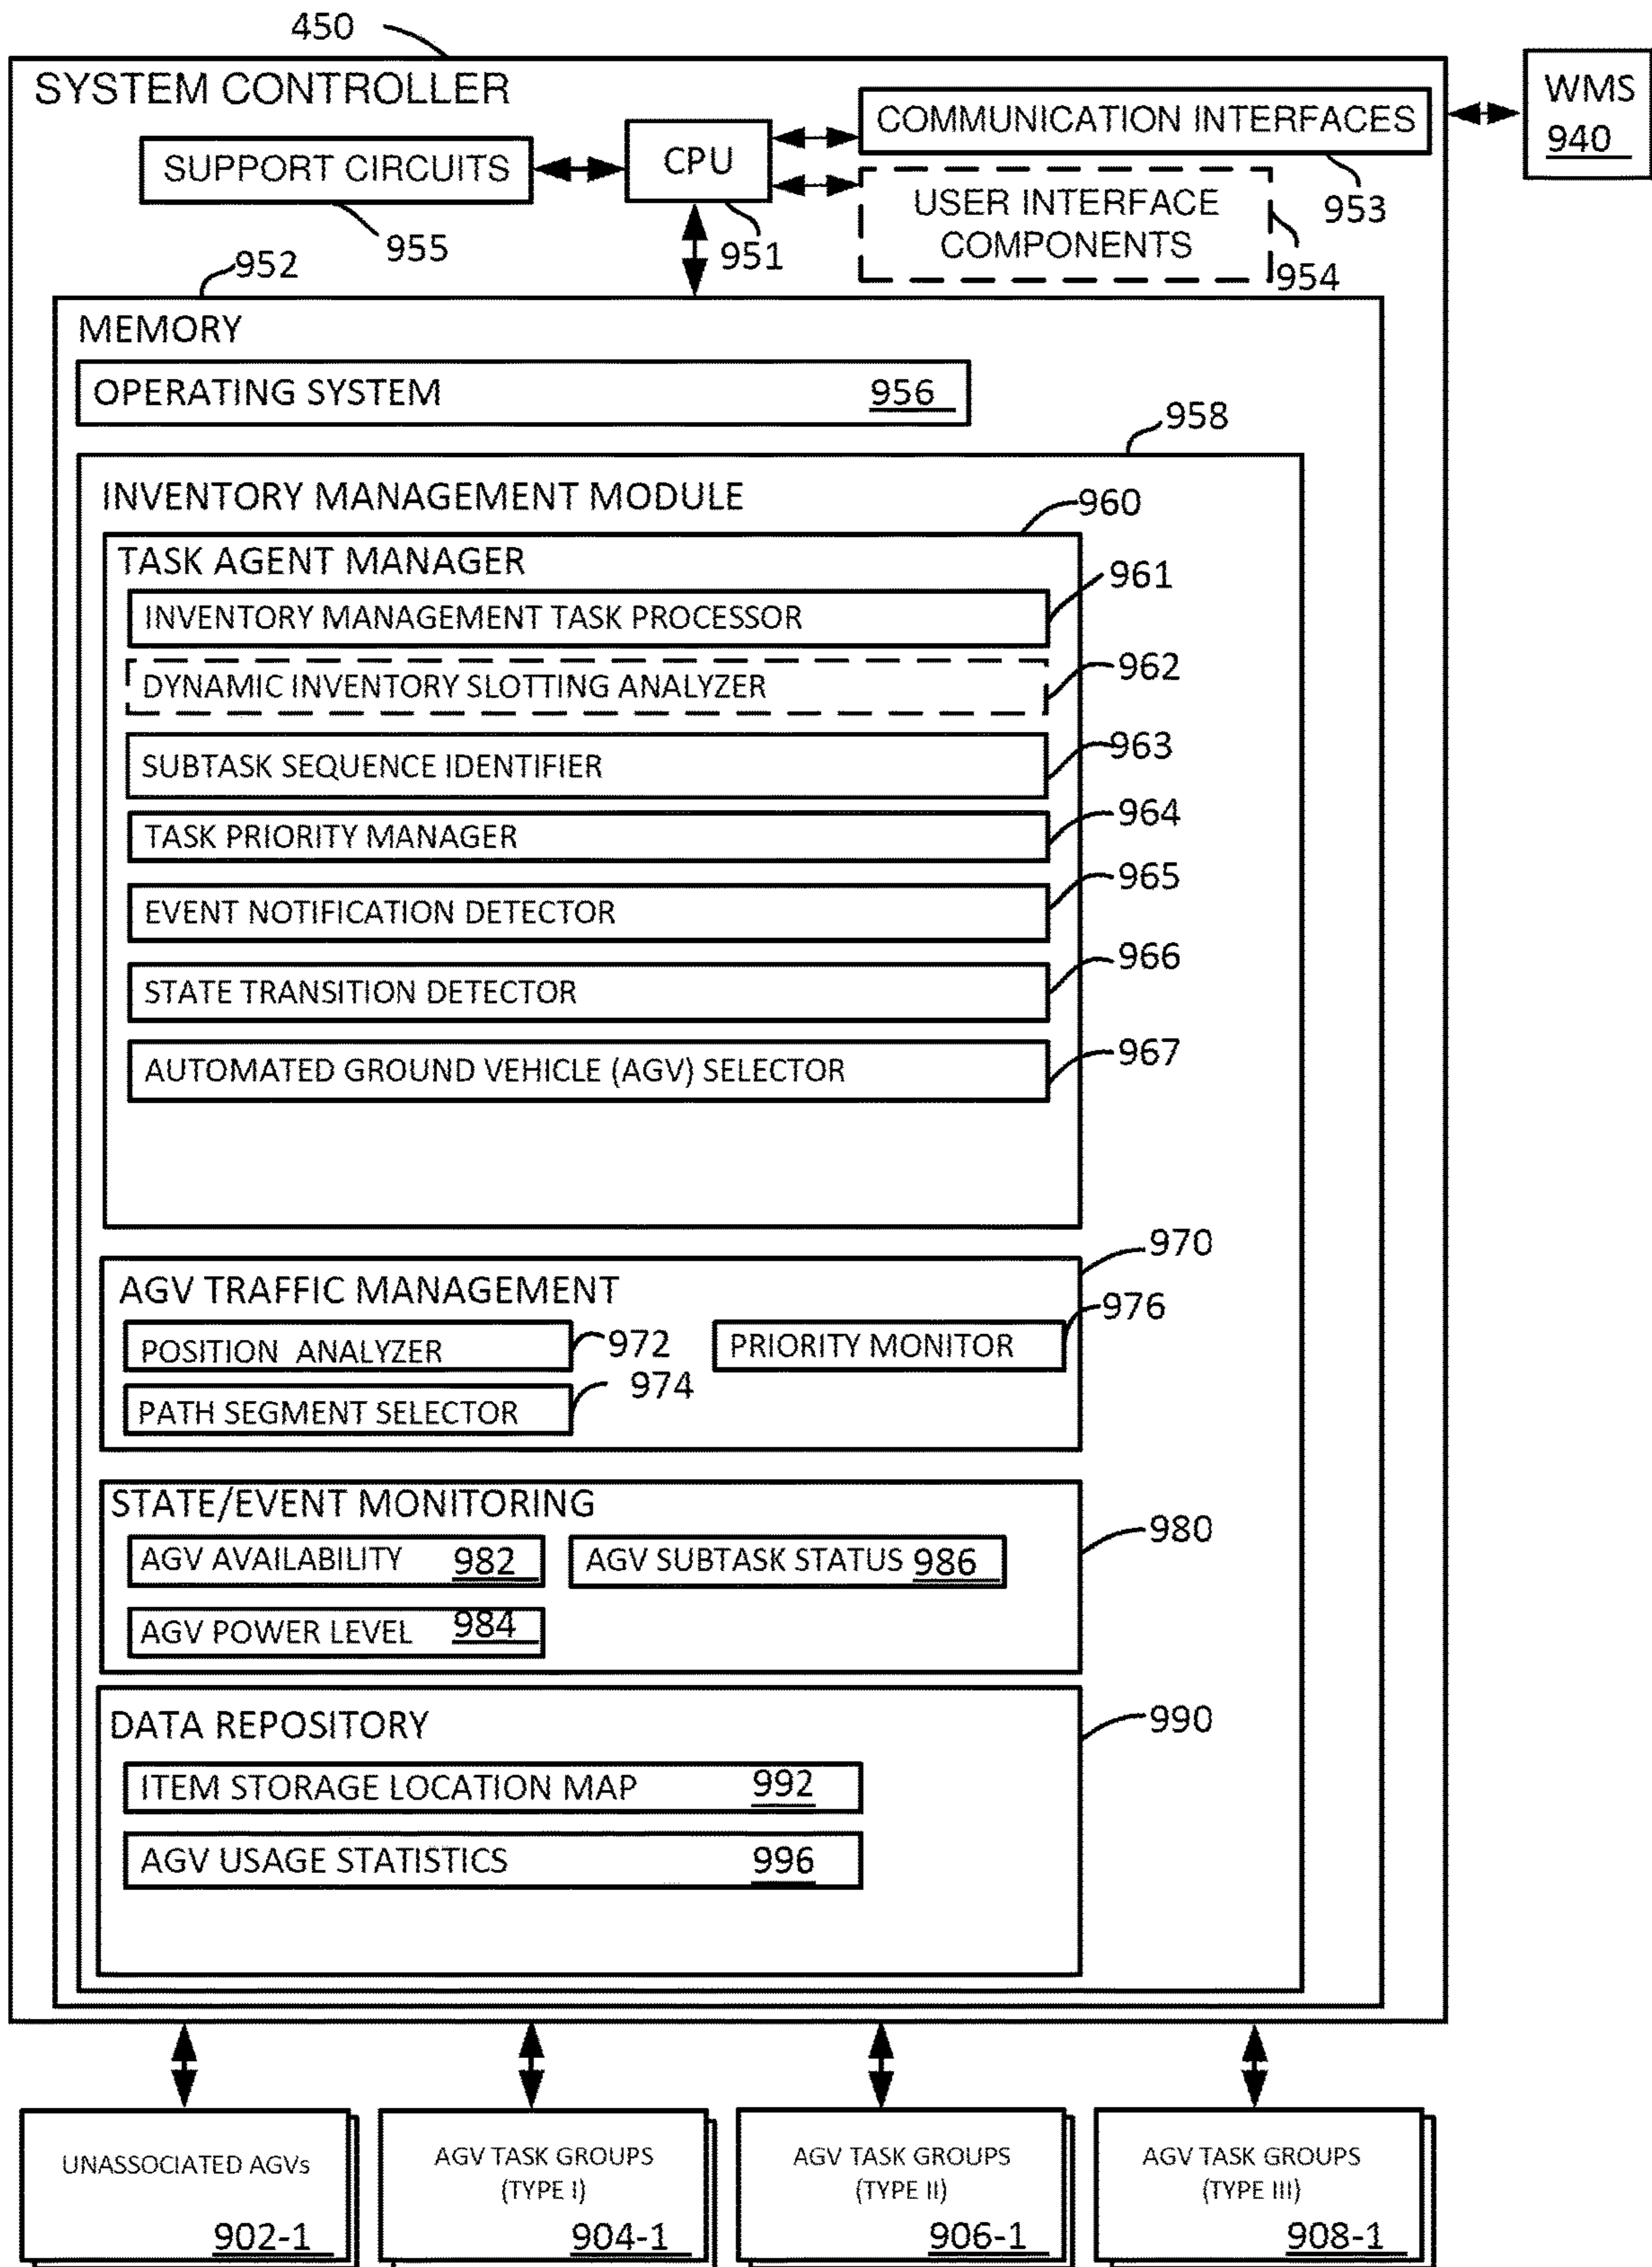 450
SYSTEM CONTROLLER
WMS
940
COMMUNICATION INTERFACES
953
SUPPORT CIRCUITS
955
CPU
951
USER INTERFACE
COMPONENTS
954
952
MEMORY
OPERATING SYSTEM 956
958
INVENTORY MANAGEMENT MODULE
960
TASK AGENT MANAGER
961
INVENTORY MANAGEMENT TASK PROCESSOR
962
DYNAMIC INVENTORY SLOTTING ANALYZER
963
SUBTASK SEQUENCE IDENTIFIER
964
TASK PRIORITY MANAGER
965
EVENT NOTIFICATION DETECTOR
966
STATE TRANSITION DETECTOR
967
AUTOMATED GROUND VEHICLE (AGV) SELECTOR
970
AGV TRAFFIC MANAGEMENT
976
POSITION ANALYZER 972 PRIORITY MONITOR
974
PATH SEGMENT SELECTOR
STATE/EVENT MONITORING
980
AGV AVAILABILITY 982 AGV SUBTASK STATUS 986
AGV POWER LEVEL 984
DATA REPOSITORY
990
ITEM STORAGE LOCATION MAP 992
AGV USAGE STATISTICS 996
UNASSOCIATED AGVs
902-1
AGV TASK GROUPS
(TYPE I)
904-1
AGV TASK GROUPS
(TYPE II)
906-1
AGV TASK GROUPS
(TYPE III)
908-1